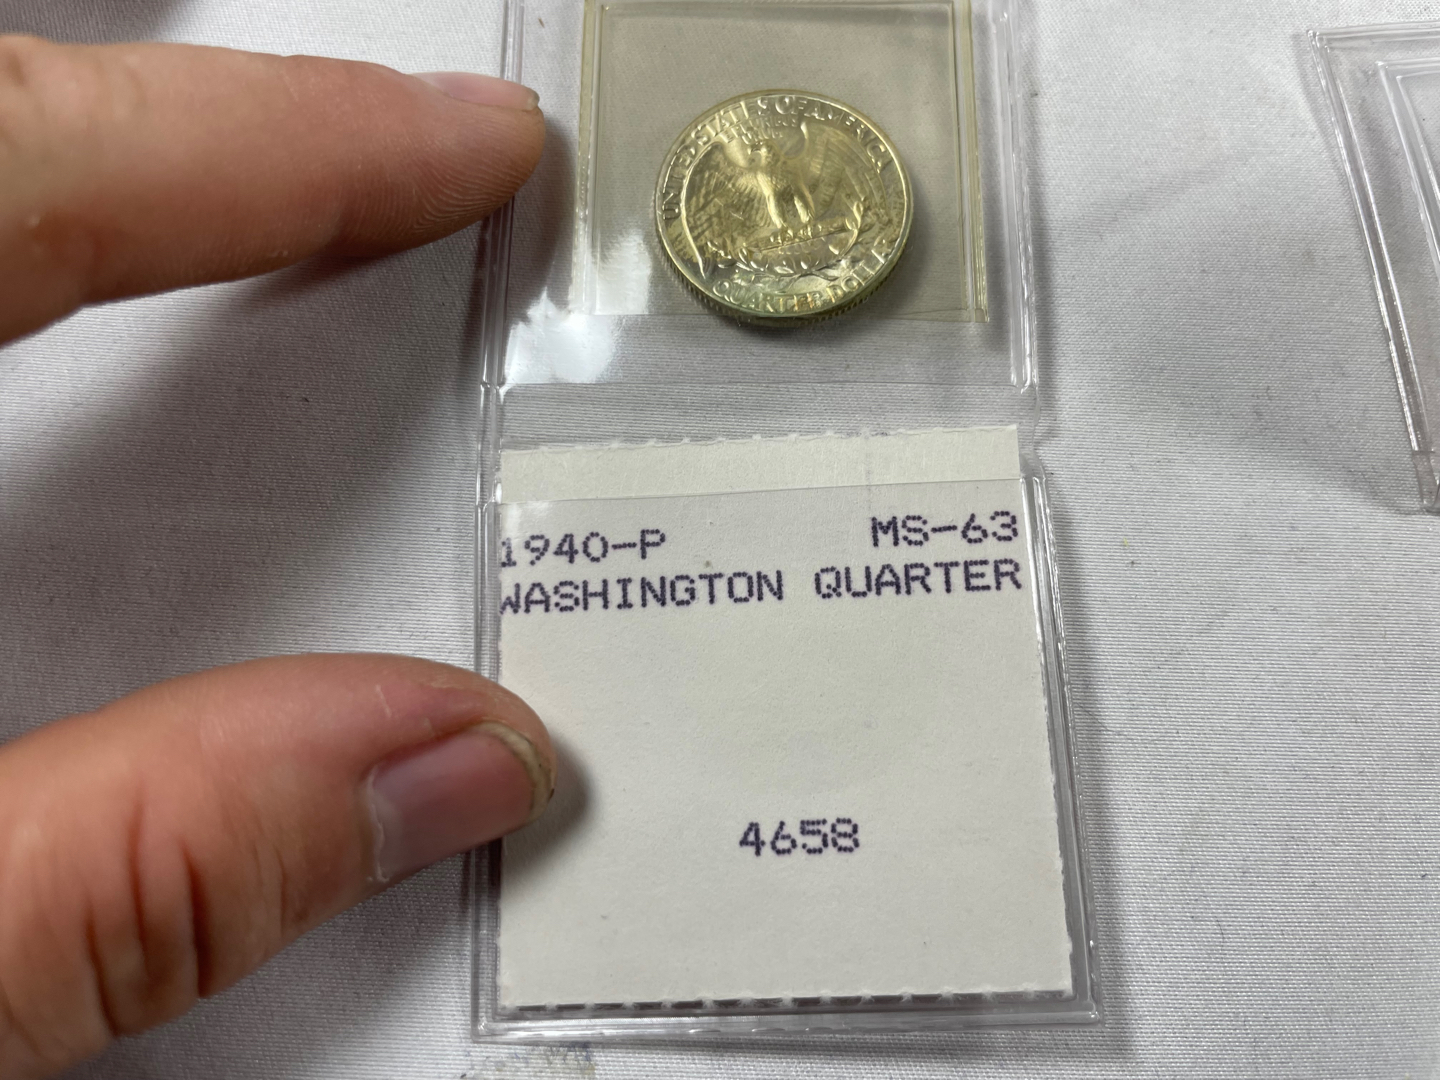 UNITED STATES OF AMERICA
QUARTER DOLLAR
1940-P MS-63
WASHINGTON QUARTER
4658